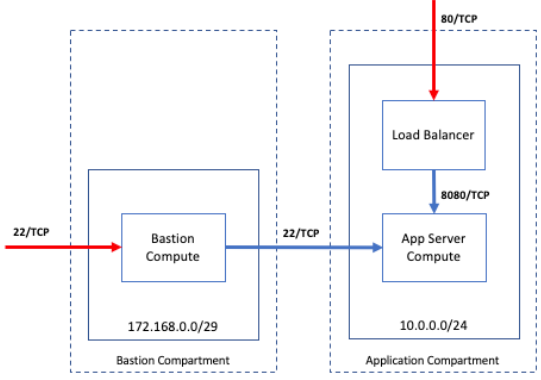 80/TCP
Load Balancer
8080/TCP
22/TCP
Bastion
Compute
22/TCP
App Server
Compute
172.168.0.0/29
10.0.0.0/24
Bastion Compartment
Application Compartment